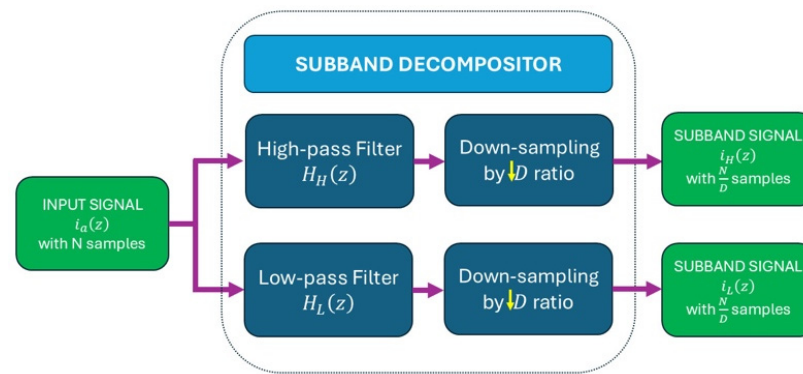 SUBBAND DECOMPOSITOR
High-pass Filter
H_H(z)
Down-sampling
by ↓D ratio
SUBBAND SIGNAL
i_H(z)
with N/D samples
INPUT SIGNAL
i_a(z)
with N samples
Low-pass Filter
H_L(z)
Down-sampling
by ↓D ratio
SUBBAND SIGNAL
i_L(z)
with N/D samples